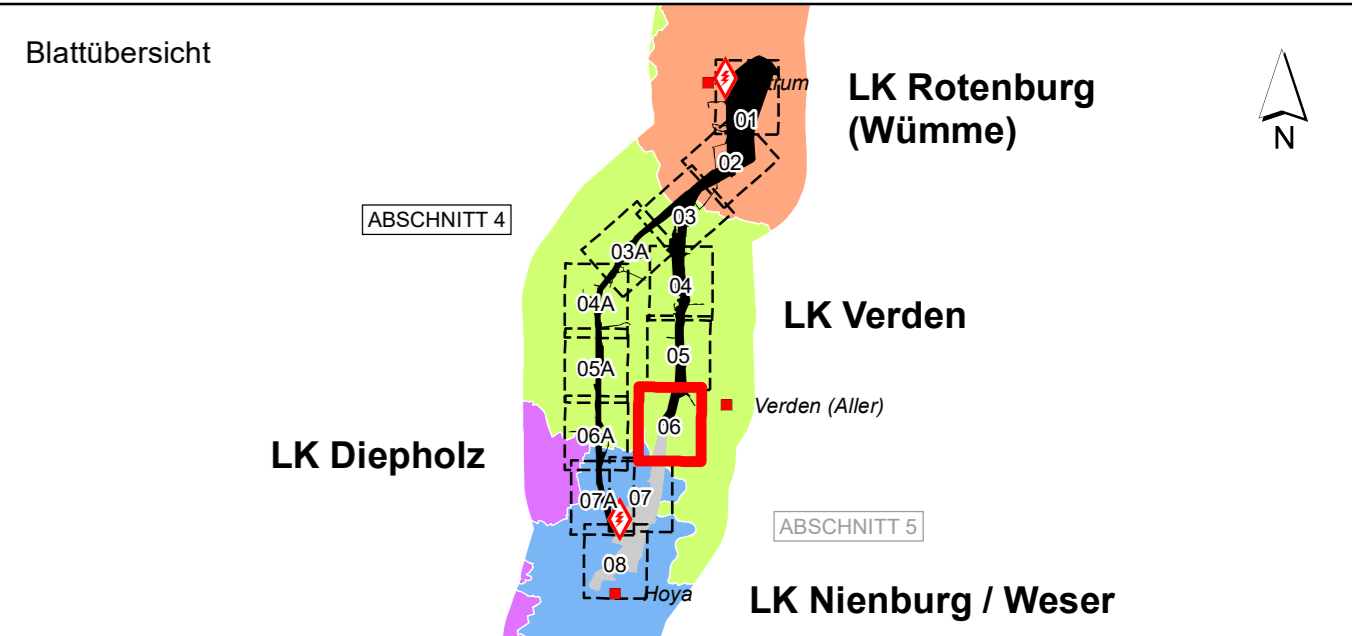 Blattübersicht
LK Rotenburg
(Wümme)
N
01
02
ABSCHNITT 4
03
03A
04
04A
LK Verden
05
05A
Verden (Aller)
06
06A
LK Diepholz
07A
07
ABSCHNITT 5
08
Hoya
LK Nienburg / Weser